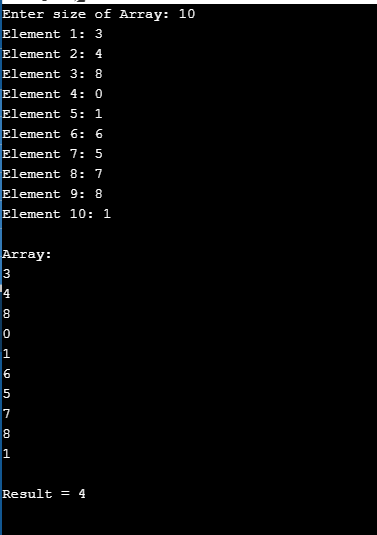 Enter size of Array: 10
Element 1: 3
Element 2: 4
Element 3: 8
Element 4: 0
Element 5: 1
Element 6: 6
Element 7: 5
Element 8: 7
Element 9: 8
Element 10: 1
Array:
3
4
8
0
1
6
5
7
8
1
Result = 4